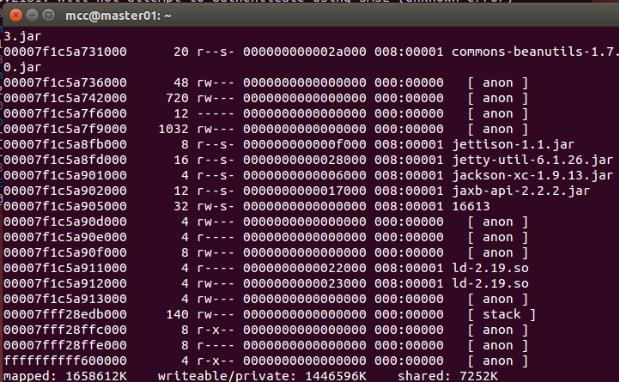 mcc@master01: ~
3.jar
00007f1c5a731000 20 r--s- 000000000002a000 008:00001 commons-beanutils-1.7.
0.jar
00007f1c5a736000 48 rw--- 0000000000000000 000:00000 [ anon ]
00007f1c5a742000 720 rw--- 0000000000000000 000:00000 [ anon ]
00007f1c5a7f6000 12 ----- 0000000000000000 000:00000 [ anon ]
00007f1c5a7f9000 1032 rw--- 0000000000000000 000:00000 [ anon ]
00007f1c5a8fb000 8 r--s- 000000000000f000 008:00001 jettison-1.1.jar
00007f1c5a8fd000 16 r--s- 0000000000028000 008:00001 jetty-util-6.1.26.jar
00007f1c5a901000 4 r--s- 0000000000006000 008:00001 jackson-xc-1.9.13.jar
00007f1c5a902000 12 r--s- 0000000000017000 008:00001 jaxb-api-2.2.2.jar
00007f1c5a905000 32 rw-s- 0000000000000000 008:00001 16613
00007f1c5a90d000 4 rw--- 0000000000000000 000:00000 [ anon ]
00007f1c5a90e000 4 r---- 0000000000000000 000:00000 [ anon ]
00007f1c5a90f000 8 rw--- 0000000000000000 000:00000 [ anon ]
00007f1c5a911000 4 r---- 0000000000022000 008:00001 ld-2.19.so
00007f1c5a912000 4 rw--- 0000000000023000 008:00001 ld-2.19.so
00007f1c5a913000 4 rw--- 0000000000000000 000:00000 [ anon ]
00007fff28edb000 140 rw--- 0000000000000000 000:00000 [ stack ]
00007fff28ffc000 8 r-x-- 0000000000000000 000:00000 [ anon ]
00007fff28ffe000 8 r---- 0000000000000000 000:00000 [ anon ]
ffffffffff600000 4 r-x-- 0000000000000000 000:00000 [ anon ]
mapped: 1658612K writeable/private: 1446596K shared: 7252K